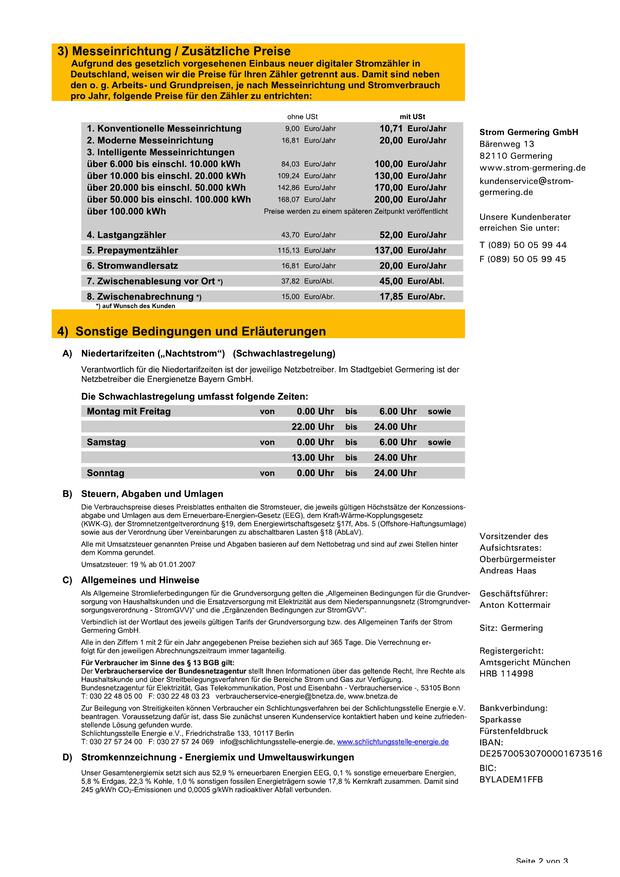 3) Messeinrichtung / Zusätzliche Preise
Aufgrund des gesetzlich vorgesehenen Einbaus neuer digitaler Stromzähler in
Deutschland, weisen wir die Preise für Ihren Zähler getrennt aus. Damit sind neben
den o. g. Arbeits- und Grundpreisen, je nach Messeinrichtung und Stromverbrauch
pro Jahr, folgende Preise für den Zähler zu entrichten:
ohne USt mit USt
1. Konventionelle Messeinrichtung 9,00 Euro/Jahr 10,71 Euro/Jahr
2. Moderne Messeinrichtung 16,81 Euro/Jahr 20,00 Euro/Jahr
3. Intelligente Messeinrichtungen
über 6.000 bis einschl. 10.000 kWh 84,03 Euro/Jahr 100,00 Euro/Jahr
über 10.000 bis einschl. 20.000 kWh 109,24 Euro/Jahr 130,00 Euro/Jahr
über 20.000 bis einschl. 50.000 kWh 142,86 Euro/Jahr 170,00 Euro/Jahr
über 50.000 bis einschl. 100.000 kWh 168,07 Euro/Jahr 200,00 Euro/Jahr
über 100.000 kWh Preise werden zu einem späteren Zeitpunkt veröffentlicht
4. Lastgangzähler 43,70 Euro/Jahr 52,00 Euro/Jahr
5. Prepaymentzähler 115,13 Euro/Jahr 137,00 Euro/Jahr
6. Stromwandlersatz 16,81 Euro/Jahr 20,00 Euro/Jahr
7. Zwischenablesung vor Ort *) 37,82 Euro/Abl. 45,00 Euro/Abl.
8. Zwischenabrechnung *) 15,00 Euro/Abr. 17,85 Euro/Abr.
*) auf Wunsch des Kunden
4) Sonstige Bedingungen und Erläuterungen
A) Niedertarifzeiten („Nachtstrom“) (Schwachlastregelung)
Verantwortlich für die Niedertarifzeiten ist der jeweilige Netzbetreiber. Im Stadtgebiet Germering ist der
Netzbetreiber die Energienetze Bayern GmbH.
Die Schwachlastregelung umfasst folgende Zeiten:
Montag mit Freitag von 0.00 Uhr bis 6.00 Uhr sowie
22.00 Uhr bis 24.00 Uhr
Samstag von 0.00 Uhr bis 6.00 Uhr sowie
13.00 Uhr bis 24.00 Uhr
Sonntag von 0.00 Uhr bis 24.00 Uhr
B) Steuern, Abgaben und Umlagen
Die Verbrauchspreise dieses Preisblattes enthalten die Stromsteuer, die jeweils gültigen Höchstsätze der Konzessions-
abgabe und Umlagen aus dem Erneuerbare-Energien-Gesetz (EEG), dem Kraft-Wärme-Kopplungsgesetz
(KWK-G), der Stromnetzentgeltverordnung §19, dem Energiewirtschaftsgesetz §17f, Abs. 5 (Offshore-Haftungsumlage)
sowie aus der Verordnung über Vereinbarungen zu abschaltbaren Lasten §18 (AbLaV).
Alle mit Umsatzsteuer genannten Preise und Abgaben basieren auf dem Nettobetrag und sind auf zwei Stellen hinter
dem Komma gerundet.
Umsatzsteuer: 19 % ab 01.01.2007
C) Allgemeines und Hinweise
Als Allgemeine Stromlieferbedingungen für die Grundversorgung gelten die „Allgemeinen Bedingungen für die Grundver-
sorgung von Haushaltskunden und die Ersatzversorgung mit Elektrizität aus dem Niederspannungsnetz (Stromgrundver-
sorgungsverordnung - StromGVV)“ und die „Ergänzenden Bedingungen zur StromGVV“.
Verbindlich ist der Wortlaut des jeweils gültigen Tarifs der Grundversorgung bzw. des Allgemeinen Tarifs der Strom
Germering GmbH.
Alle in den Ziffern 1 mit 2 für ein Jahr angegebenen Preise beziehen sich auf 365 Tage. Die Verrechnung er-
folgt für den jeweiligen Abrechnungszeitraum immer taganteilig.
Für Verbraucher im Sinne des § 13 BGB gilt:
Der Verbraucherservice der Bundesnetzagentur stellt Ihnen Informationen über das geltende Recht, Ihre Rechte als
Haushaltskunde und über Streitbeilegungsverfahren für die Bereiche Strom und Gas zur Verfügung.
Bundesnetzagentur für Elektrizität, Gas Telekommunikation, Post und Eisenbahn - Verbraucherservice -, 53105 Bonn
T: 030 22 48 05 00 F: 030 22 48 03 23 verbraucherservice-energie@bnetza.de, www.bnetza.de
Zur Beilegung von Streitigkeiten können Verbraucher ein Schlichtungsverfahren bei der Schlichtungsstelle Energie e.V.
beantragen. Voraussetzung dafür ist, dass Sie zunächst unseren Kundenservice kontaktiert haben und keine zufrieden-
stellende Lösung gefunden wurde.
Schlichtungsstelle Energie e.V., Friedrichstraße 133, 10117 Berlin
T: 030 27 57 24 00 F: 030 27 57 24 069 info@schlichtungsstelle-energie.de, www.schlichtungsstelle-energie.de
D) Stromkennzeichnung - Energiemix und Umweltauswirkungen
Unser Gesamtenergiemix setzt sich aus 52,9 % erneuerbaren Energien EEG, 0,1 % sonstige erneuerbare Energien,
5,8 % Erdgas, 22,3 % Kohle, 1,0 % sonstigen fossilen Energieträgern sowie 17,8 % Kernkraft zusammen. Damit sind
245 g/kWh CO₂-Emissionen und 0,0005 g/kWh radioaktiver Abfall verbunden.
Strom Germering GmbH
Bärenweg 13
82110 Germering
www.strom-germering.de
kundenservice@strom-
germering.de
Unsere Kundenberater
erreichen Sie unter:
T (089) 50 05 99 44
F (089) 50 05 99 45
Vorsitzender des
Aufsichtsrates:
Oberbürgermeister
Andreas Haas
Geschäftsführer:
Anton Kottermair
Sitz: Germering
Registergericht:
Amtsgericht München
HRB 114998
Bankverbindung:
Sparkasse
Fürstenfeldbruck
IBAN:
DE25700530700001673516
BIC:
BYLADEM1FFB
Seite 2 von 3